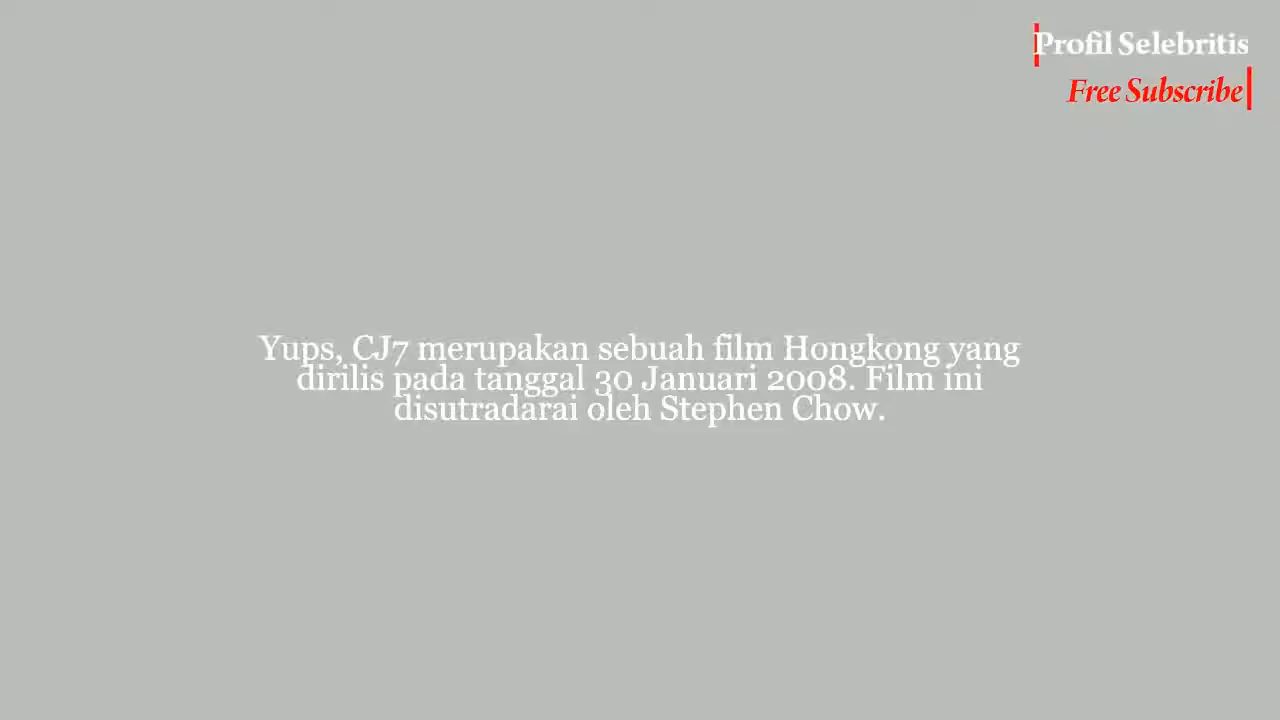 Profil Selebritis
Free Subscribe
Yups, CJ7 merupakan sebuah film Hongkong yang
dirilis pada tanggal 30 Januari 2008. Film ini
disutradarai oleh Stephen Chow.